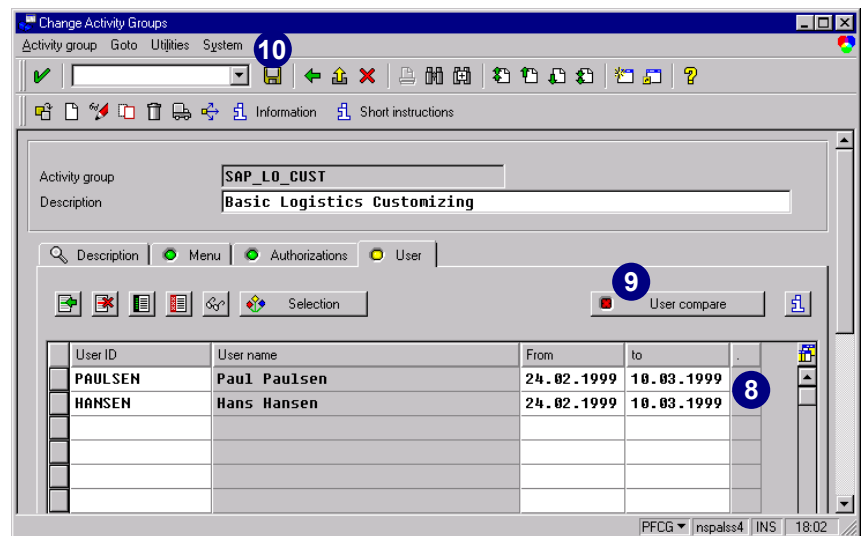 Change Activity Groups
Activity group Goto Utilities System
10
Information Short instructions
Activity group SAP_LO_CUST
Description Basic Logistics Customizing
Description Menu Authorizations User
9
Selection User compare
User ID User name From to .
PAULSEN Paul Paulsen 24.02.1999 10.03.1999
8
HANSEN Hans Hansen 24.02.1999 10.03.1999
PFCG nspalss4 INS 18:02